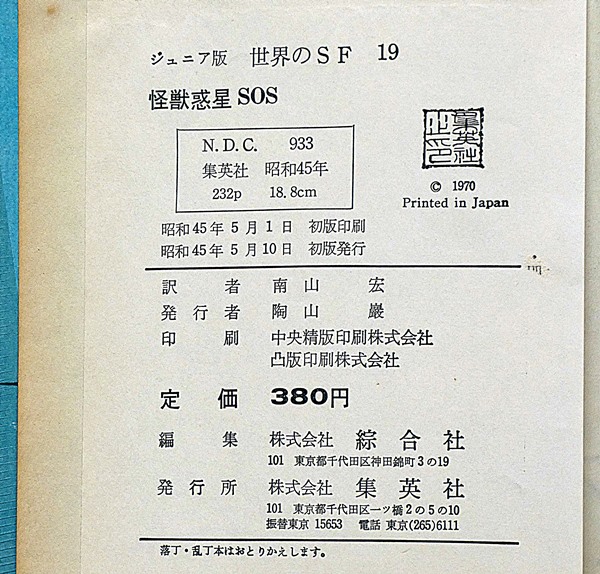 ジュニア版 世界のSF 19
怪獣惑星 SOS
N.D.C. 933
集英社 昭和45年
232p 18.8cm
集英社
© 1970
Printed in Japan
昭和45年5月1日 初版印刷
昭和45年5月10日 初版発行
訳者 南山宏
発行者 陶山巖
印刷 中央精版印刷株式会社
凸版印刷株式会社
定価 380円
編集 株式会社 綜合社
101 東京都千代田区神田錦町3の19
発行所 株式会社 集英社
101 東京都千代田区一ツ橋2の5の10
振替東京 15653 電話 東京(265)6111
落丁・乱丁本はおとりかえします。